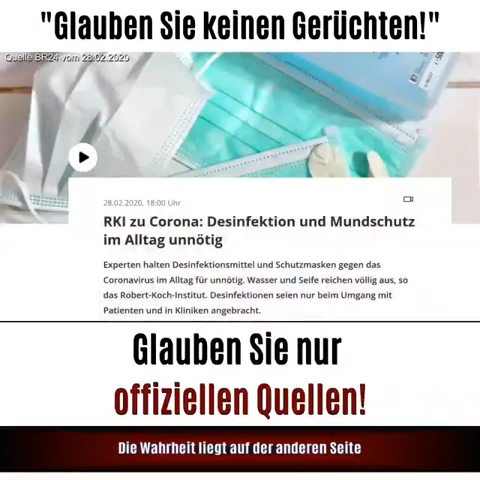 "Glauben Sie keinen Gerüchten!"
Quelle BR24 vom 28.02.2020
28.02.2020, 18:00 Uhr
RKI zu Corona: Desinfektion und Mundschutz
im Alltag unnötig
Experten halten Desinfektionsmittel und Schutzmasken gegen das
Coronavirus im Alltag für unnötig. Wasser und Seife reichen völlig aus, so
das Robert-Koch-Institut. Desinfektionen seien nur beim Umgang mit
Patienten und in Kliniken angebracht.
Glauben Sie nur
offiziellen Quellen!
Die Wahrheit liegt auf der anderen Seite